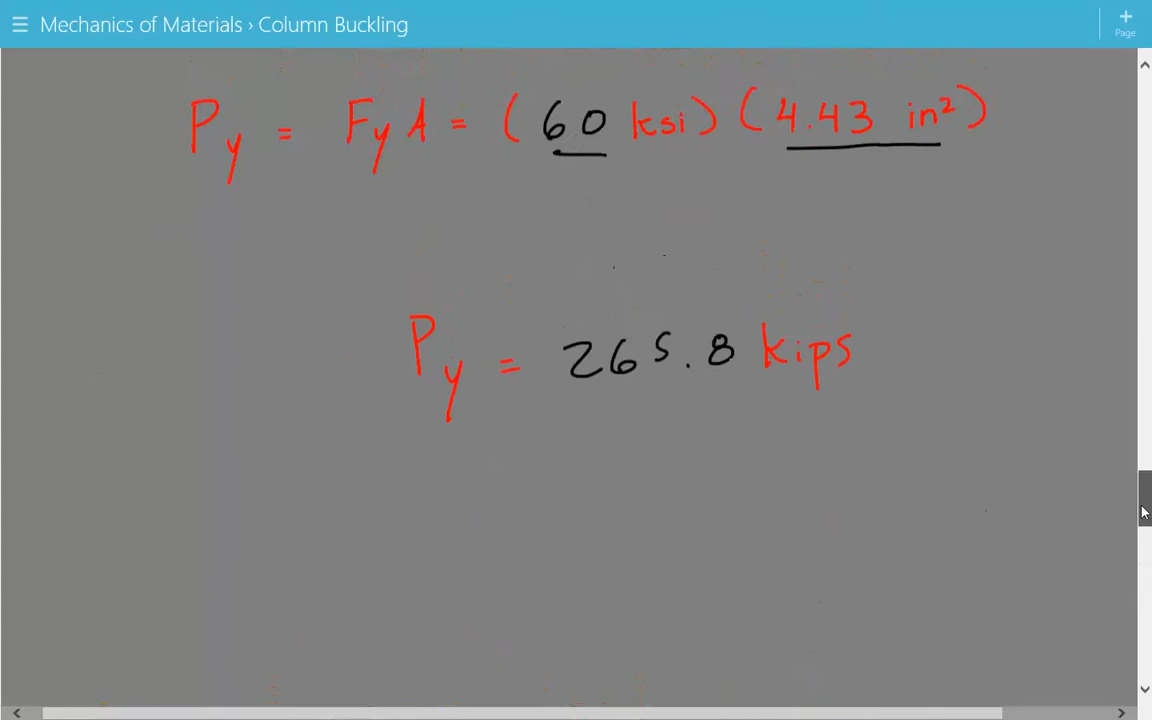 Mechanics of Materials › Column Buckling
Page
Py = FyA = (60 ksi) (4.43 in²)
Py = 265.8 kips